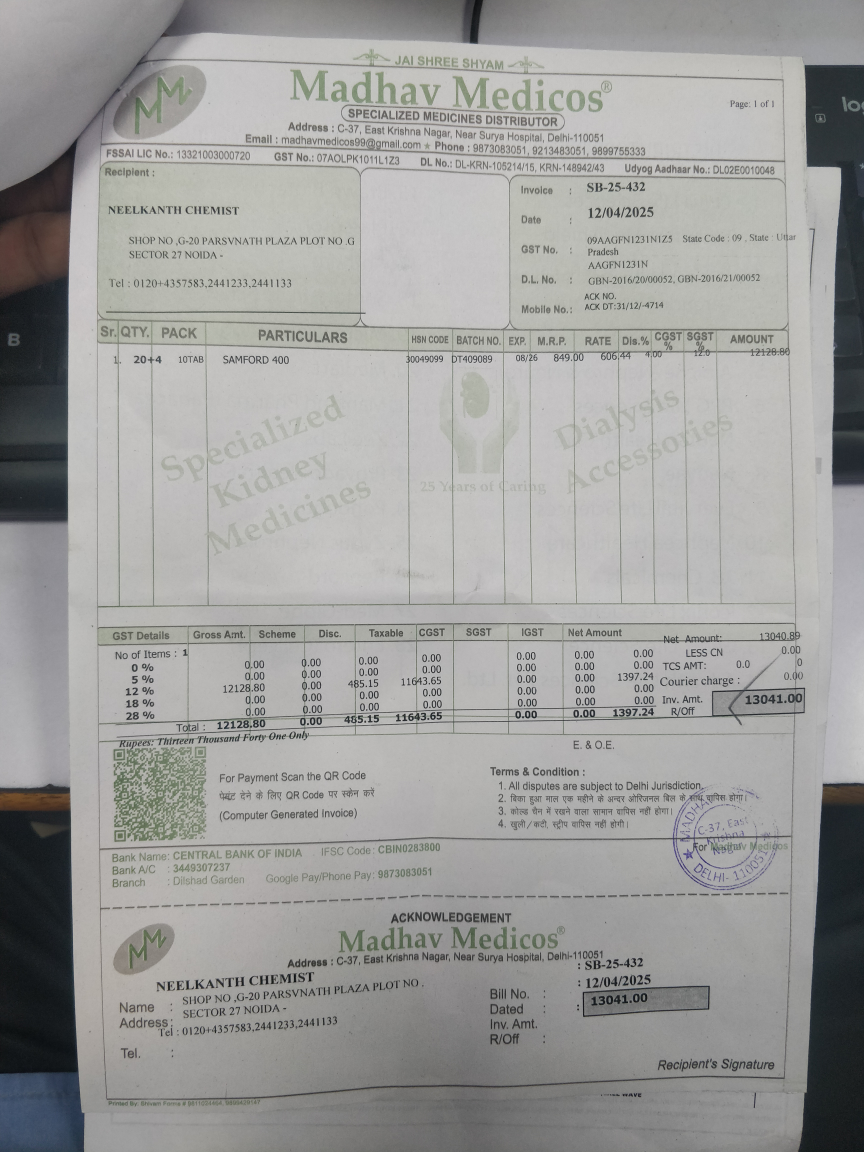 JAI SHREE SHYAM
Madhav Medicos®
SPECIALIZED MEDICINES DISTRIBUTOR
Page: 1 of 1
Address : C-37, East Krishna Nagar, Near Surya Hospital, Delhi-110051
Email : madhavmedicos99@gmail.com ★ Phone : 9873083051, 9213483051, 9899755333
FSSAI LIC No.: 13321003000720 GST No.: 07AOLPK1011L1Z3 DL No.: DL-KRN-105214/15, KRN-148942/43 Udyog Aadhaar No.: DL02E0010048
Recipient :
NEELKANTH CHEMIST
SHOP NO ,G-20 PARSVNATH PLAZA PLOT NO .G
SECTOR 27 NOIDA -
Tel : 0120+4357583,2441233,2441133
Invoice : SB-25-432
Date : 12/04/2025
GST No. : 09AAGFN1231N1Z5 State Code : 09 , State : Uttar
Pradesh
AAGFN1231N
D.L. No. : GBN-2016/20/00052, GBN-2016/21/00052
ACK NO.
Mobile No.: ACK DT:31/12/-4714
Sr. QTY. PACK PARTICULARS HSN CODE BATCH NO. EXP. M.R.P. RATE Dis.% CGST % SGST % AMOUNT
1. 20+4 10TAB SAMFORD 400 30049099 DT409089 08/26 849.00 606.44 4.00 12.0 12128.80
Specialized
Kidney
Medicines
25 Years of Caring
Dialysis
Accessories
GST Details Gross Amt. Scheme Disc. Taxable CGST SGST IGST Net Amount
No of Items : 1
0 % 0.00 0.00 0.00 0.00 0.00 0.00 0.00
5 % 0.00 0.00 0.00 0.00 0.00 0.00 0.00
12 % 12128.80 0.00 485.15 11643.65 0.00 0.00 1397.24
18 % 0.00 0.00 0.00 0.00 0.00 0.00 0.00
28 % 0.00 0.00 0.00 0.00 0.00 0.00 0.00
Total : 12128.80 0.00 485.15 11643.65 0.00 0.00 1397.24
Net Amount: 13040.89
LESS CN 0.00
TCS AMT: 0.0 0
Courier charge : 0.00
Inv. Amt. 13041.00
R/Off
Rupees: Thirteen Thousand Forty One Only
E. & O.E.
For Payment Scan the QR Code
पेमेंट देने के लिए QR Code पर स्कैन करें
(Computer Generated Invoice)
Terms & Condition :
1. All disputes are subject to Delhi Jurisdiction.
2. बिका हुआ माल एक महीने के अन्दर ओरिजनल बिल के साथ वापिस होगा।
3. कोल्ड चैन में रखने वाला सामान वापिस नहीं होगा।
4. खुली/कटी, स्ट्रीप वापिस नहीं होगी।
For Madhav Medicos
C-37, East
Krishna
Nagar
DELHI-110051
Bank Name: CENTRAL BANK OF INDIA IFSC Code: CBIN0283800
Bank A/C : 3449307237
Branch : Dilshad Garden Google Pay/Phone Pay: 9873083051
ACKNOWLEDGEMENT
Madhav Medicos®
Address : C-37, East Krishna Nagar, Near Surya Hospital, Delhi-110051
NEELKANTH CHEMIST
Name : SHOP NO ,G-20 PARSVNATH PLAZA PLOT NO .
Address : SECTOR 27 NOIDA -
Tel : 0120+4357583,2441233,2441133
Tel. :
: SB-25-432
Bill No. : : 12/04/2025
Dated : : 13041.00
Inv. Amt.
R/Off :
Recipient's Signature